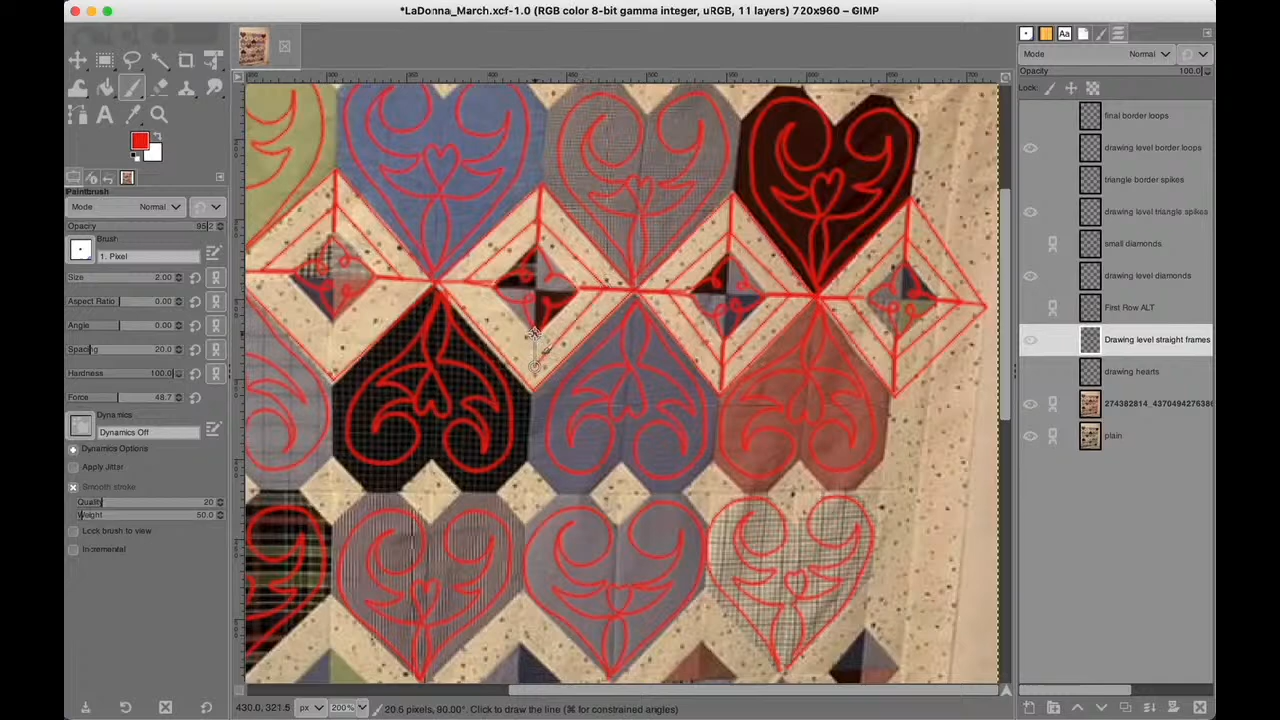 *LaDonna_March.xcf-1.0 (RGB color 8-bit gamma integer, uRGB, 11 layers) 720x960 – GIMP
Paintbrush
Mode Normal
Opacity 95.2
Brush
1. Pixel
Size 2.00
Aspect Ratio 0.00
Angle 0.00
Spacing 20.0
Hardness 100.0
Force 48.7
Dynamics
Dynamics Off
Dynamics Options
Apply Jitter
Smooth stroke
Quality 20
Weight 50.0
Lock brush to view
Incremental
Mode Normal
Opacity 100.0
Lock:
final border loops
drawing level border loops
triangle border spikes
drawing level triangle spikes
small diamonds
drawing level diamonds
First Row ALT
Drawing level straight frames
drawing hearts
274382814_4370494276386
plain
430.0, 321.5 px 200% 20.6 pixels, 90.00°. Click to draw the line (⌘ for constrained angles)